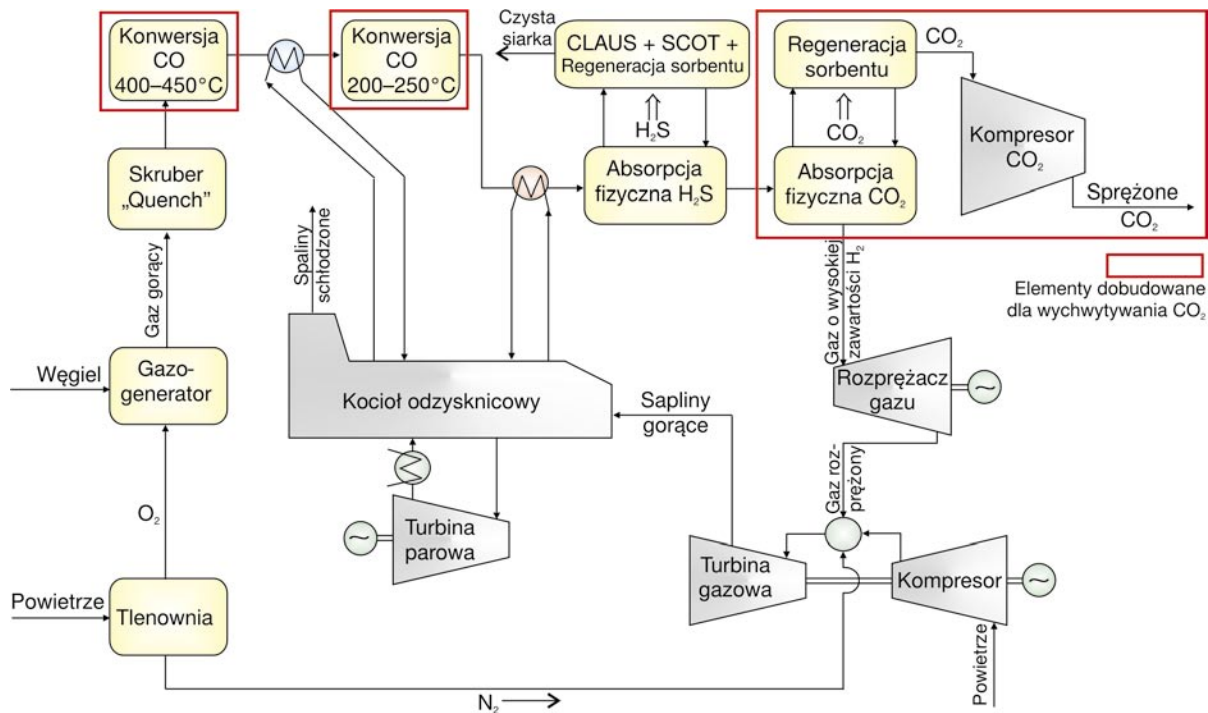 Konwersja
CO
400–450°C
Konwersja
CO
200–250°C
Czysta
siarka
CLAUS + SCOT +
Regeneracja sorbentu
Regeneracja
sorbentu
CO₂
Kompresor
CO₂
Sprężone
CO₂
H₂S
CO₂
Skruber
„Quench”
Absorpcja
fizyczna H₂S
Absorpcja
fizyczna CO₂
Elementy dobudowane
dla wychwytywania CO₂
Gaz gorący
Spaliny
schłodzone
Gaz o wysokiej
zawartości H₂
Węgiel
Gazo-
generator
Kocioł odzysknicowy
Sapliny
gorące
Rozprężacz
gazu
~
Gaz roz-
prężony
O₂
~
Turbina
parowa
Turbina
gazowa
Kompresor
~
Powietrze
Tlenownia
Powietrze
N₂